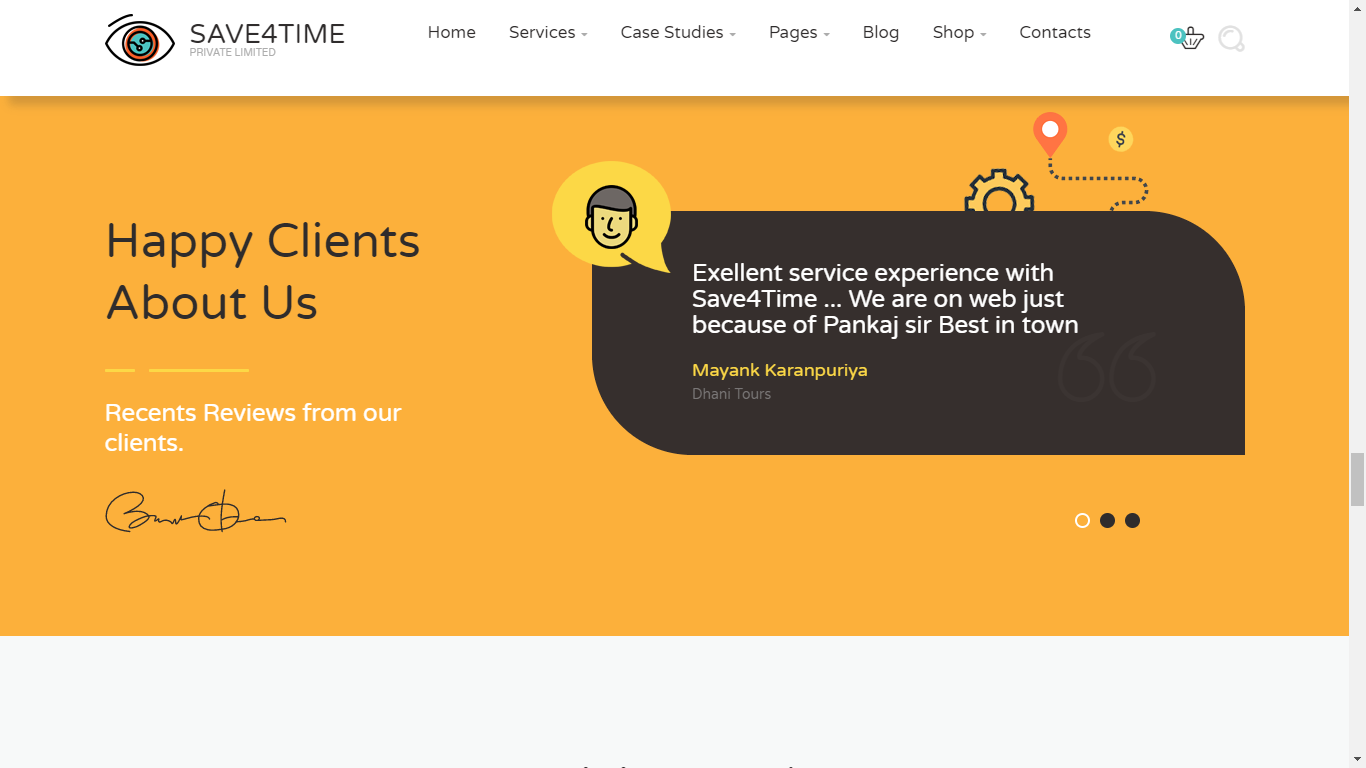 SAVE4TIME
PRIVATE LIMITED
Home Services Case Studies Pages Blog Shop Contacts
0
$
Happy Clients
About Us
Recents Reviews from our
clients.
Exellent service experience with
Save4Time ... We are on web just
because of Pankaj sir Best in town
Mayank Karanpuriya
Dhani Tours